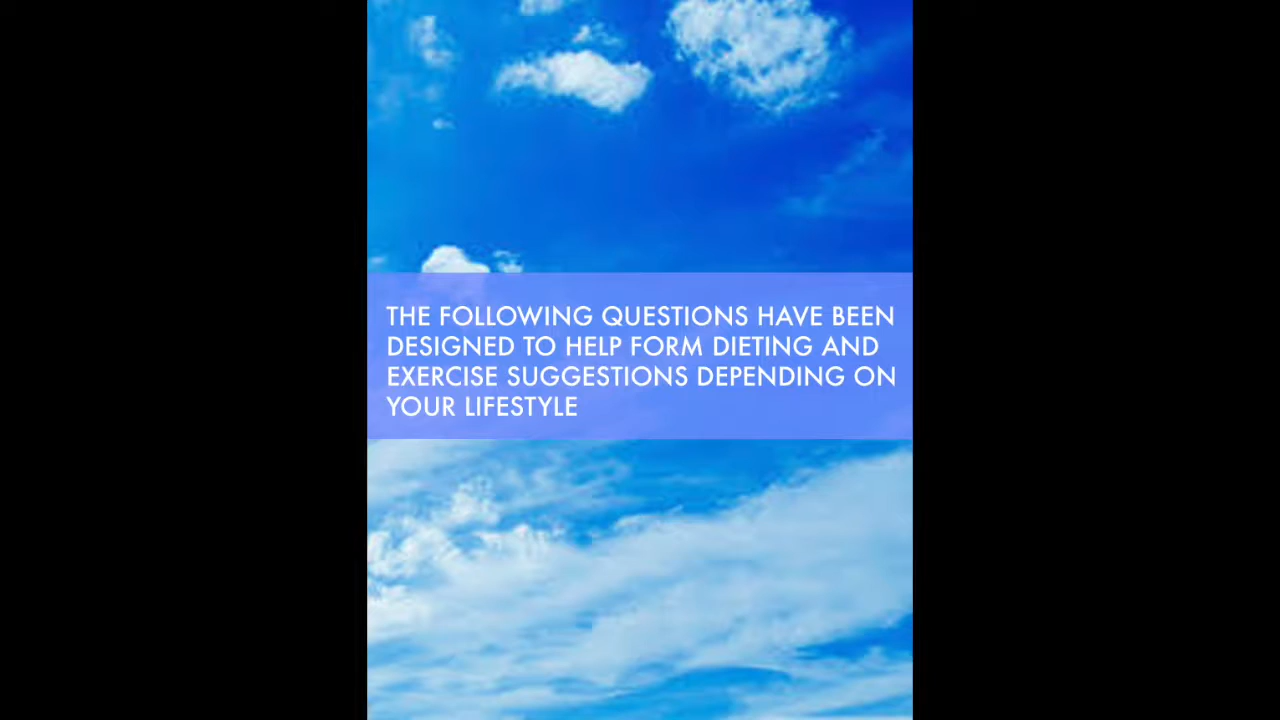 THE FOLLOWING QUESTIONS HAVE BEEN
DESIGNED TO HELP FORM DIETING AND
EXERCISE SUGGESTIONS DEPENDING ON
YOUR LIFESTYLE